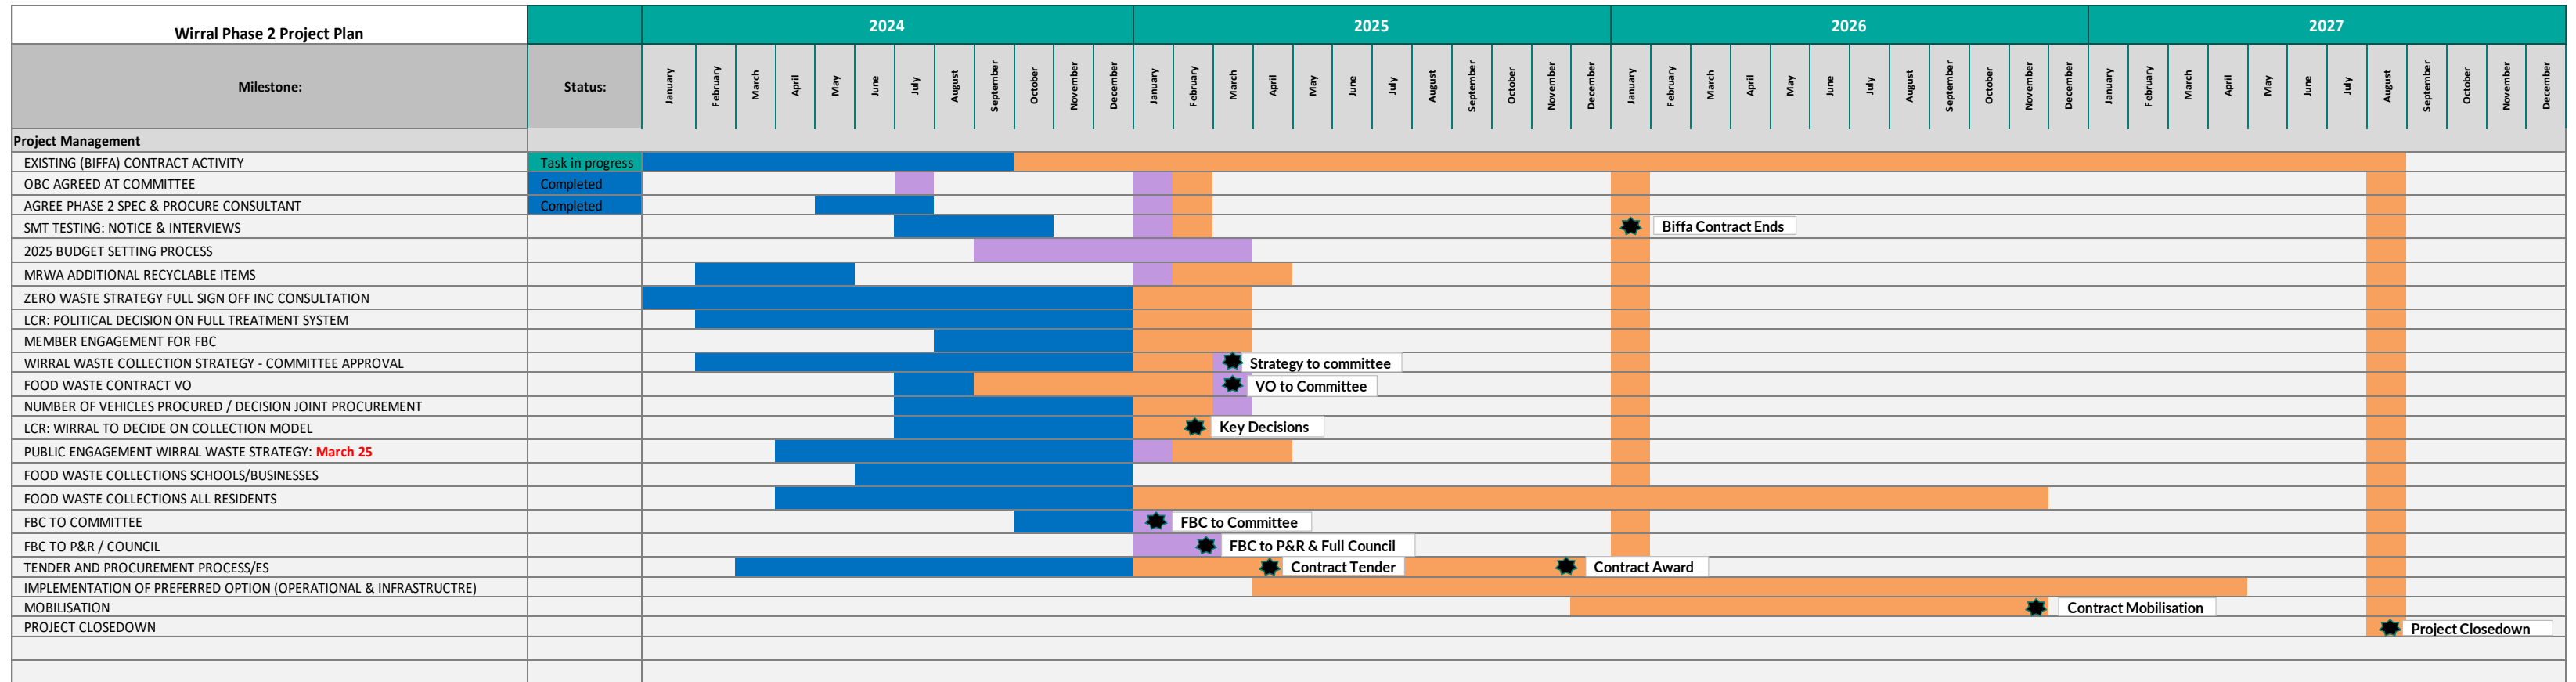 Wirral Phase 2 Project Plan 2024 2025 2026 2027
Milestone: Status: January February March April May June July August September October November December January February March April May June July August September October November December January February March April May June July August September October November December January February March April May June July August September October November December
Project Management
EXISTING (BIFFA) CONTRACT ACTIVITY Task in progress
OBC AGREED AT COMMITTEE Completed
AGREE PHASE 2 SPEC & PROCURE CONSULTANT Completed
SMT TESTING: NOTICE & INTERVIEWS Biffa Contract Ends
2025 BUDGET SETTING PROCESS
MRWA ADDITIONAL RECYCLABLE ITEMS
ZERO WASTE STRATEGY FULL SIGN OFF INC CONSULTATION
LCR: POLITICAL DECISION ON FULL TREATMENT SYSTEM
MEMBER ENGAGEMENT FOR FBC
WIRRAL WASTE COLLECTION STRATEGY - COMMITTEE APPROVAL Strategy to committee
FOOD WASTE CONTRACT VO VO to Committee
NUMBER OF VEHICLES PROCURED / DECISION JOINT PROCUREMENT
LCR: WIRRAL TO DECIDE ON COLLECTION MODEL Key Decisions
PUBLIC ENGAGEMENT WIRRAL WASTE STRATEGY: March 25
FOOD WASTE COLLECTIONS SCHOOLS/BUSINESSES
FOOD WASTE COLLECTIONS ALL RESIDENTS
FBC TO COMMITTEE FBC to Committee
FBC TO P&R / COUNCIL FBC to P&R & Full Council
TENDER AND PROCUREMENT PROCESS/ES Contract Tender Contract Award
IMPLEMENTATION OF PREFERRED OPTION (OPERATIONAL & INFRASTRUCTRE)
MOBILISATION Contract Mobilisation
PROJECT CLOSEDOWN Project Closedown